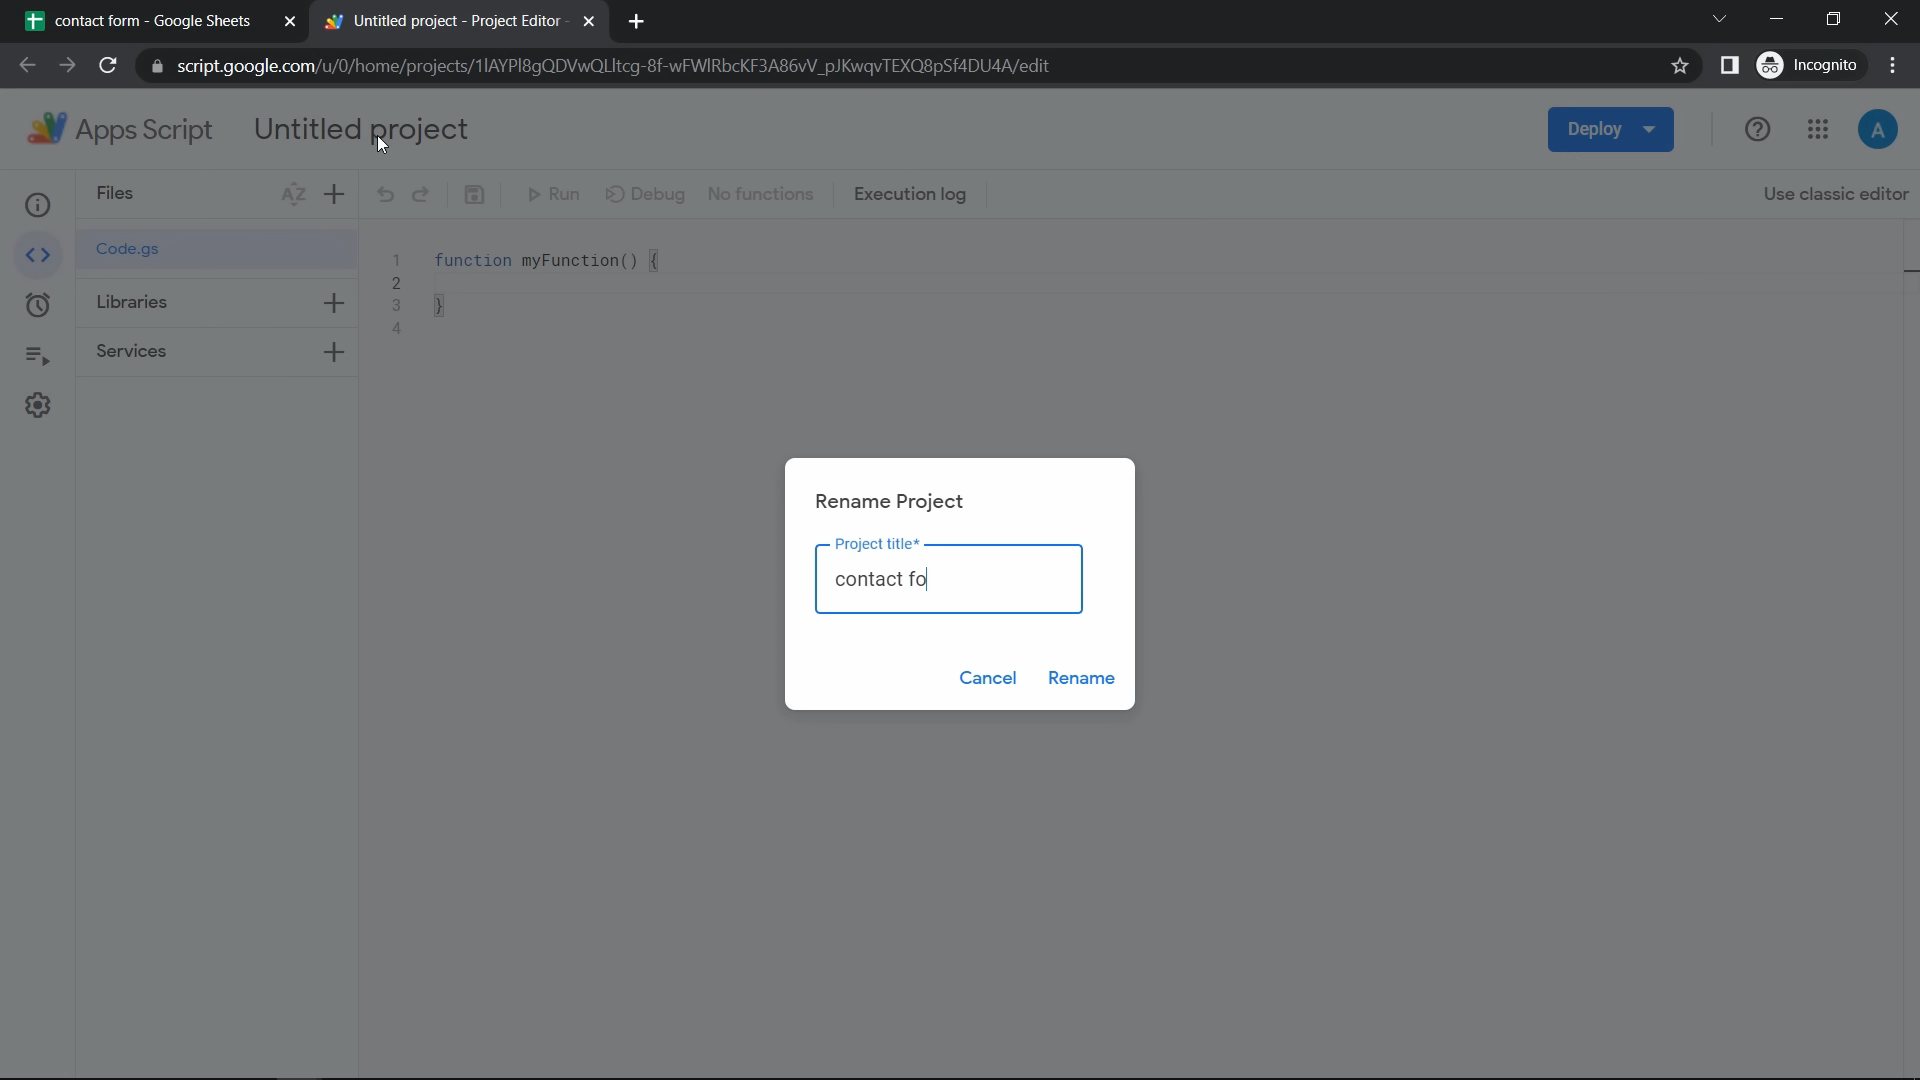 contact form - Google Sheets
Untitled project - Project Editor -
script.google.com/u/0/home/projects/1lAYPl8gQDVwQLltcg-8f-wFWlRbcKF3A86vV_pJKwqvTEXQ8pSf4DU4A/edit
Incognito
Apps Script
Untitled project
Deploy
A
Files
AZ
Run
Debug
No functions
Execution log
Use classic editor
Code.gs
Libraries
Services
1 function myFunction() {
2
3 }
4
Rename Project
Project title*
contact fo
Cancel
Rename